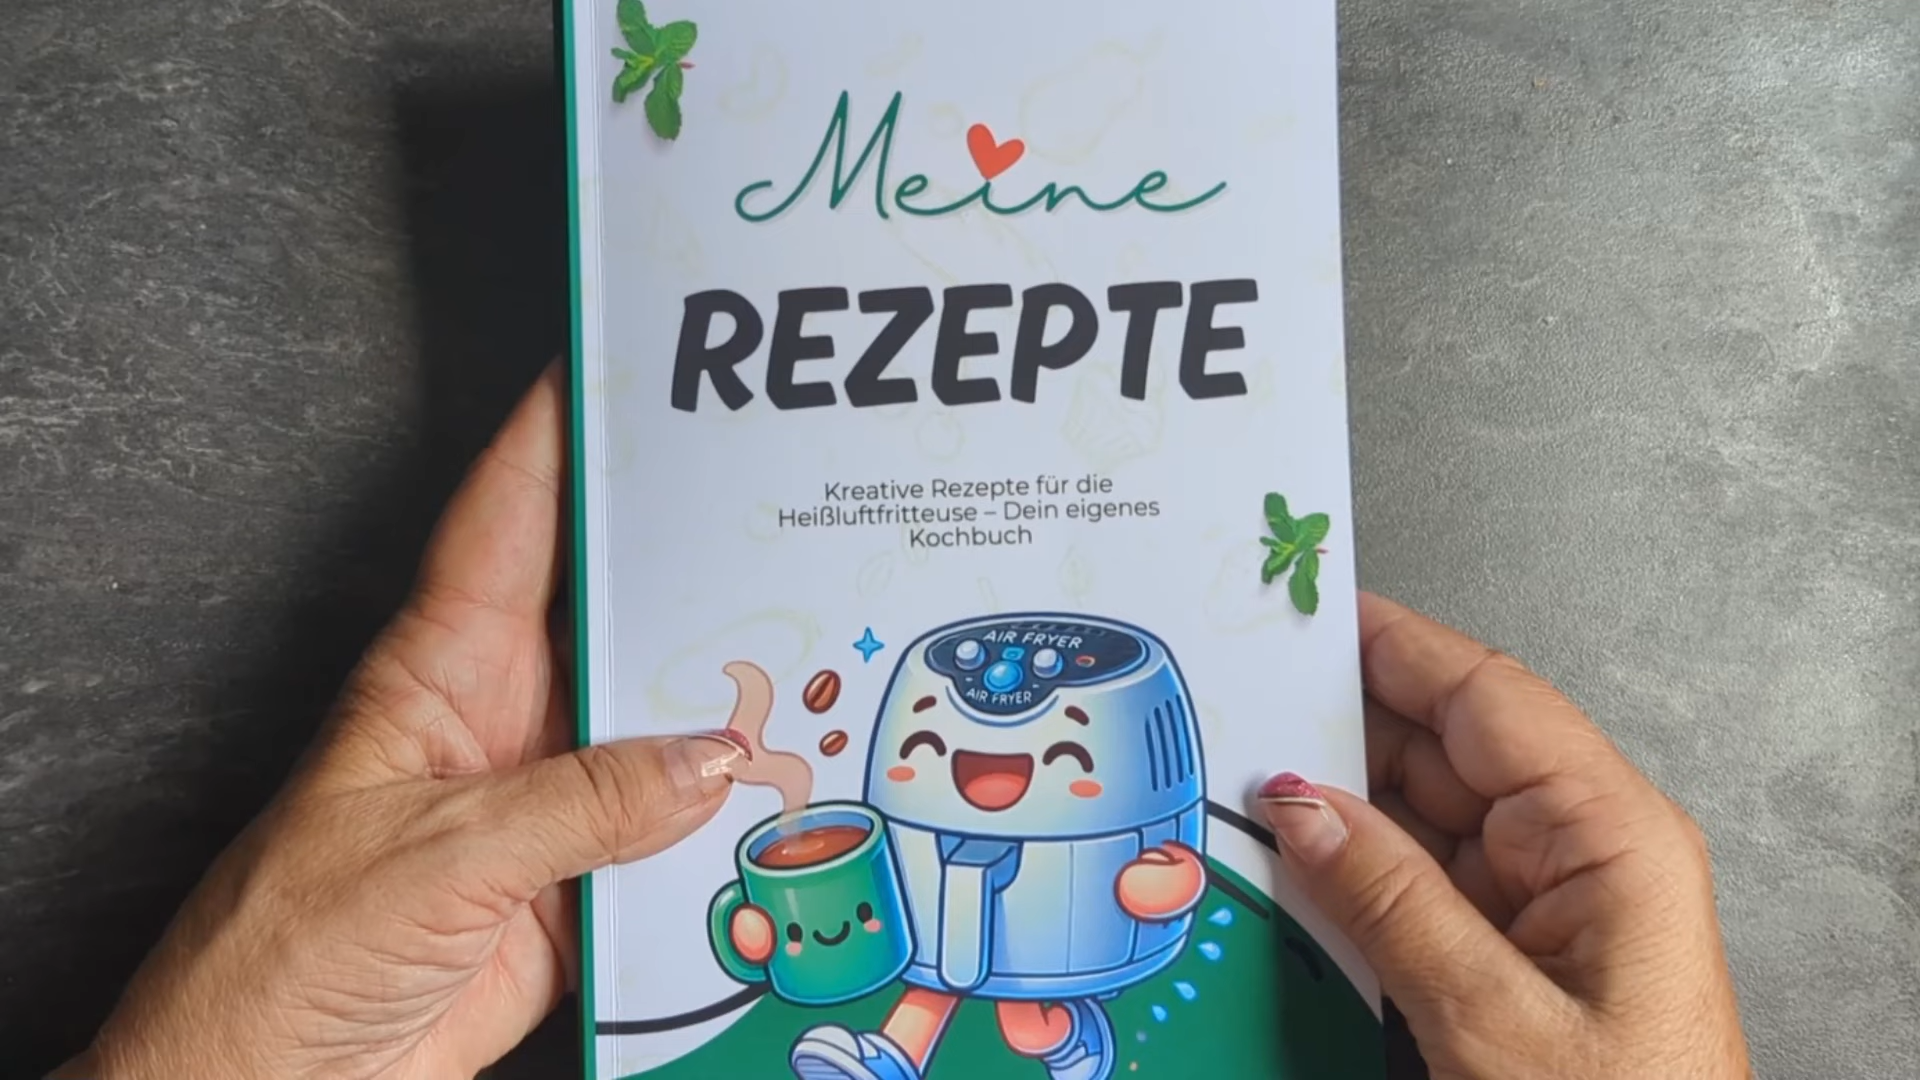 Meine
REZEPTE
Kreative Rezepte für die
Heißluftfritteuse – Dein eigenes
Kochbuch
AIR FRYER
AIR FRYER